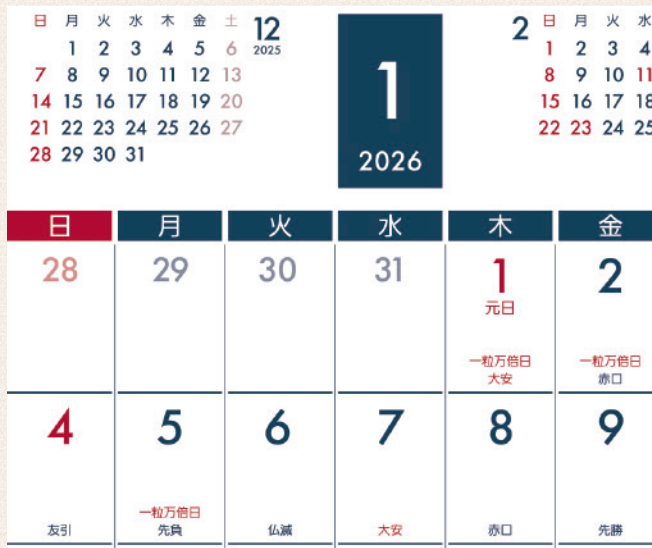 日 月 火 水 木 金 土 12
1 2 3 4 5 6 2025
7 8 9 10 11 12 13
14 15 16 17 18 19 20
21 22 23 24 25 26 27
28 29 30 31
1
2026
2 日 月 火 水
1 2 3 4
8 9 10 11
15 16 17 18
22 23 24 25
日 月 火 水 木 金
28 29 30 31 1 2
元日
一粒万倍日 一粒万倍日
大安 赤口
4 5 6 7 8 9
一粒万倍日
友引 先負 仏滅 大安 赤口 先勝